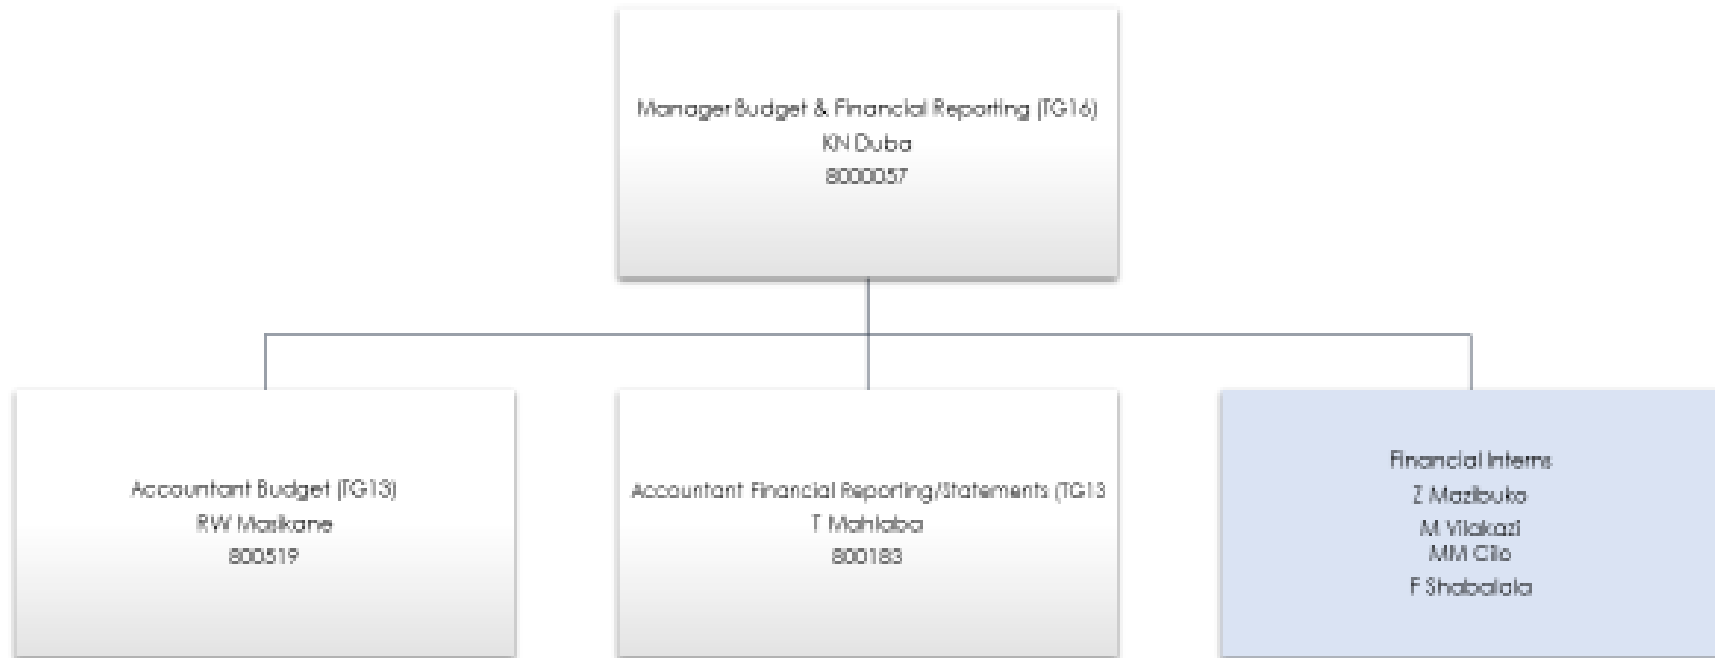 Manager Budget & Financial Reporting (TG16)
KN Duba
8000057
Accountant Budget (TG13)
RW Masikane
800519
Accountant Financial Reporting/Statements (TG13
T Mahlaba
800183
Financial Interns
Z Mazibuko
M Vilakazi
MM Cilo
F Shabalala